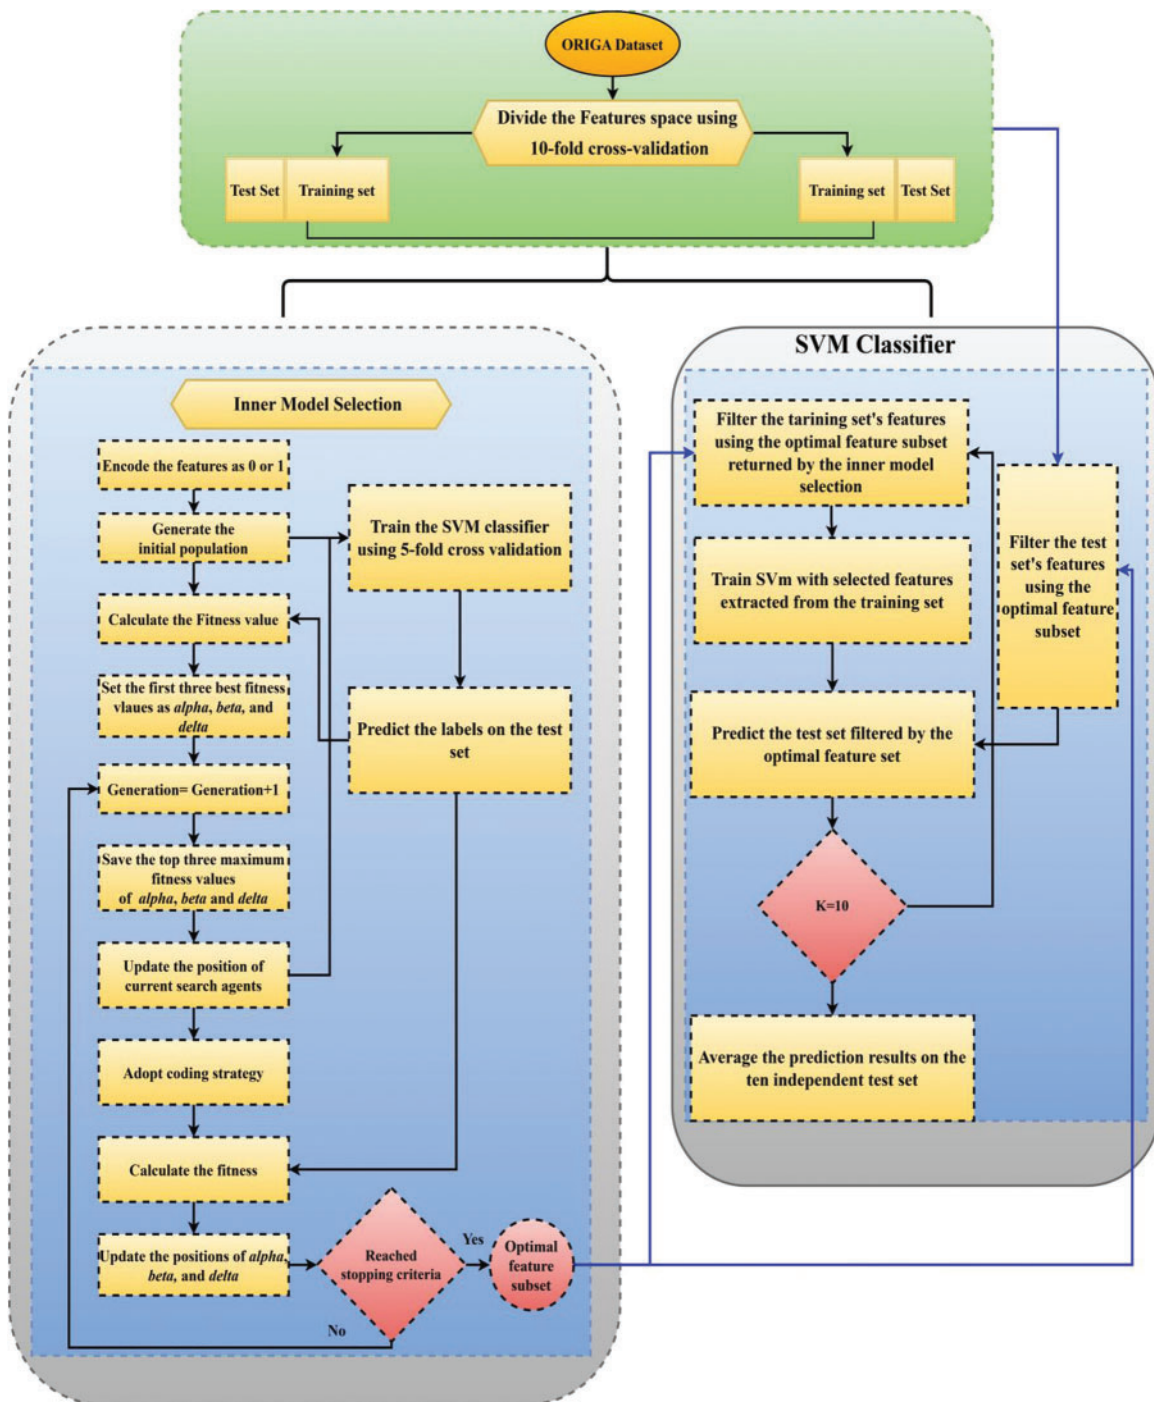 ORIGA Dataset
Divide the Features space using
10-fold cross-validation
Test Set
Training set
Training set
Test Set
Inner Model Selection
Encode the features as 0 or 1
Generate the
initial population
Calculate the Fitness value
Set the first three best fitness
vlaues as alpha, beta, and
delta
Generation= Generation+1
Save the top three maximum
fitness values
of alpha, beta and delta
Update the position of
current search agents
Adopt coding strategy
Calculate the fitness
Update the positions of alpha,
beta, and delta
Train the SVM classifier
using 5-fold cross validation
Predict the labels on the test
set
Reached
stopping criteria
Yes
No
Optimal
feature
subset
SVM Classifier
Filter the tarining set's features
using the optimal feature subset
returned by the inner model
selection
Train SVm with selected features
extracted from the training set
Predict the test set filtered by the
optimal feature set
K=10
Average the prediction results on the
ten independent test set
Filter the test
set's features
using the
optimal feature
subset